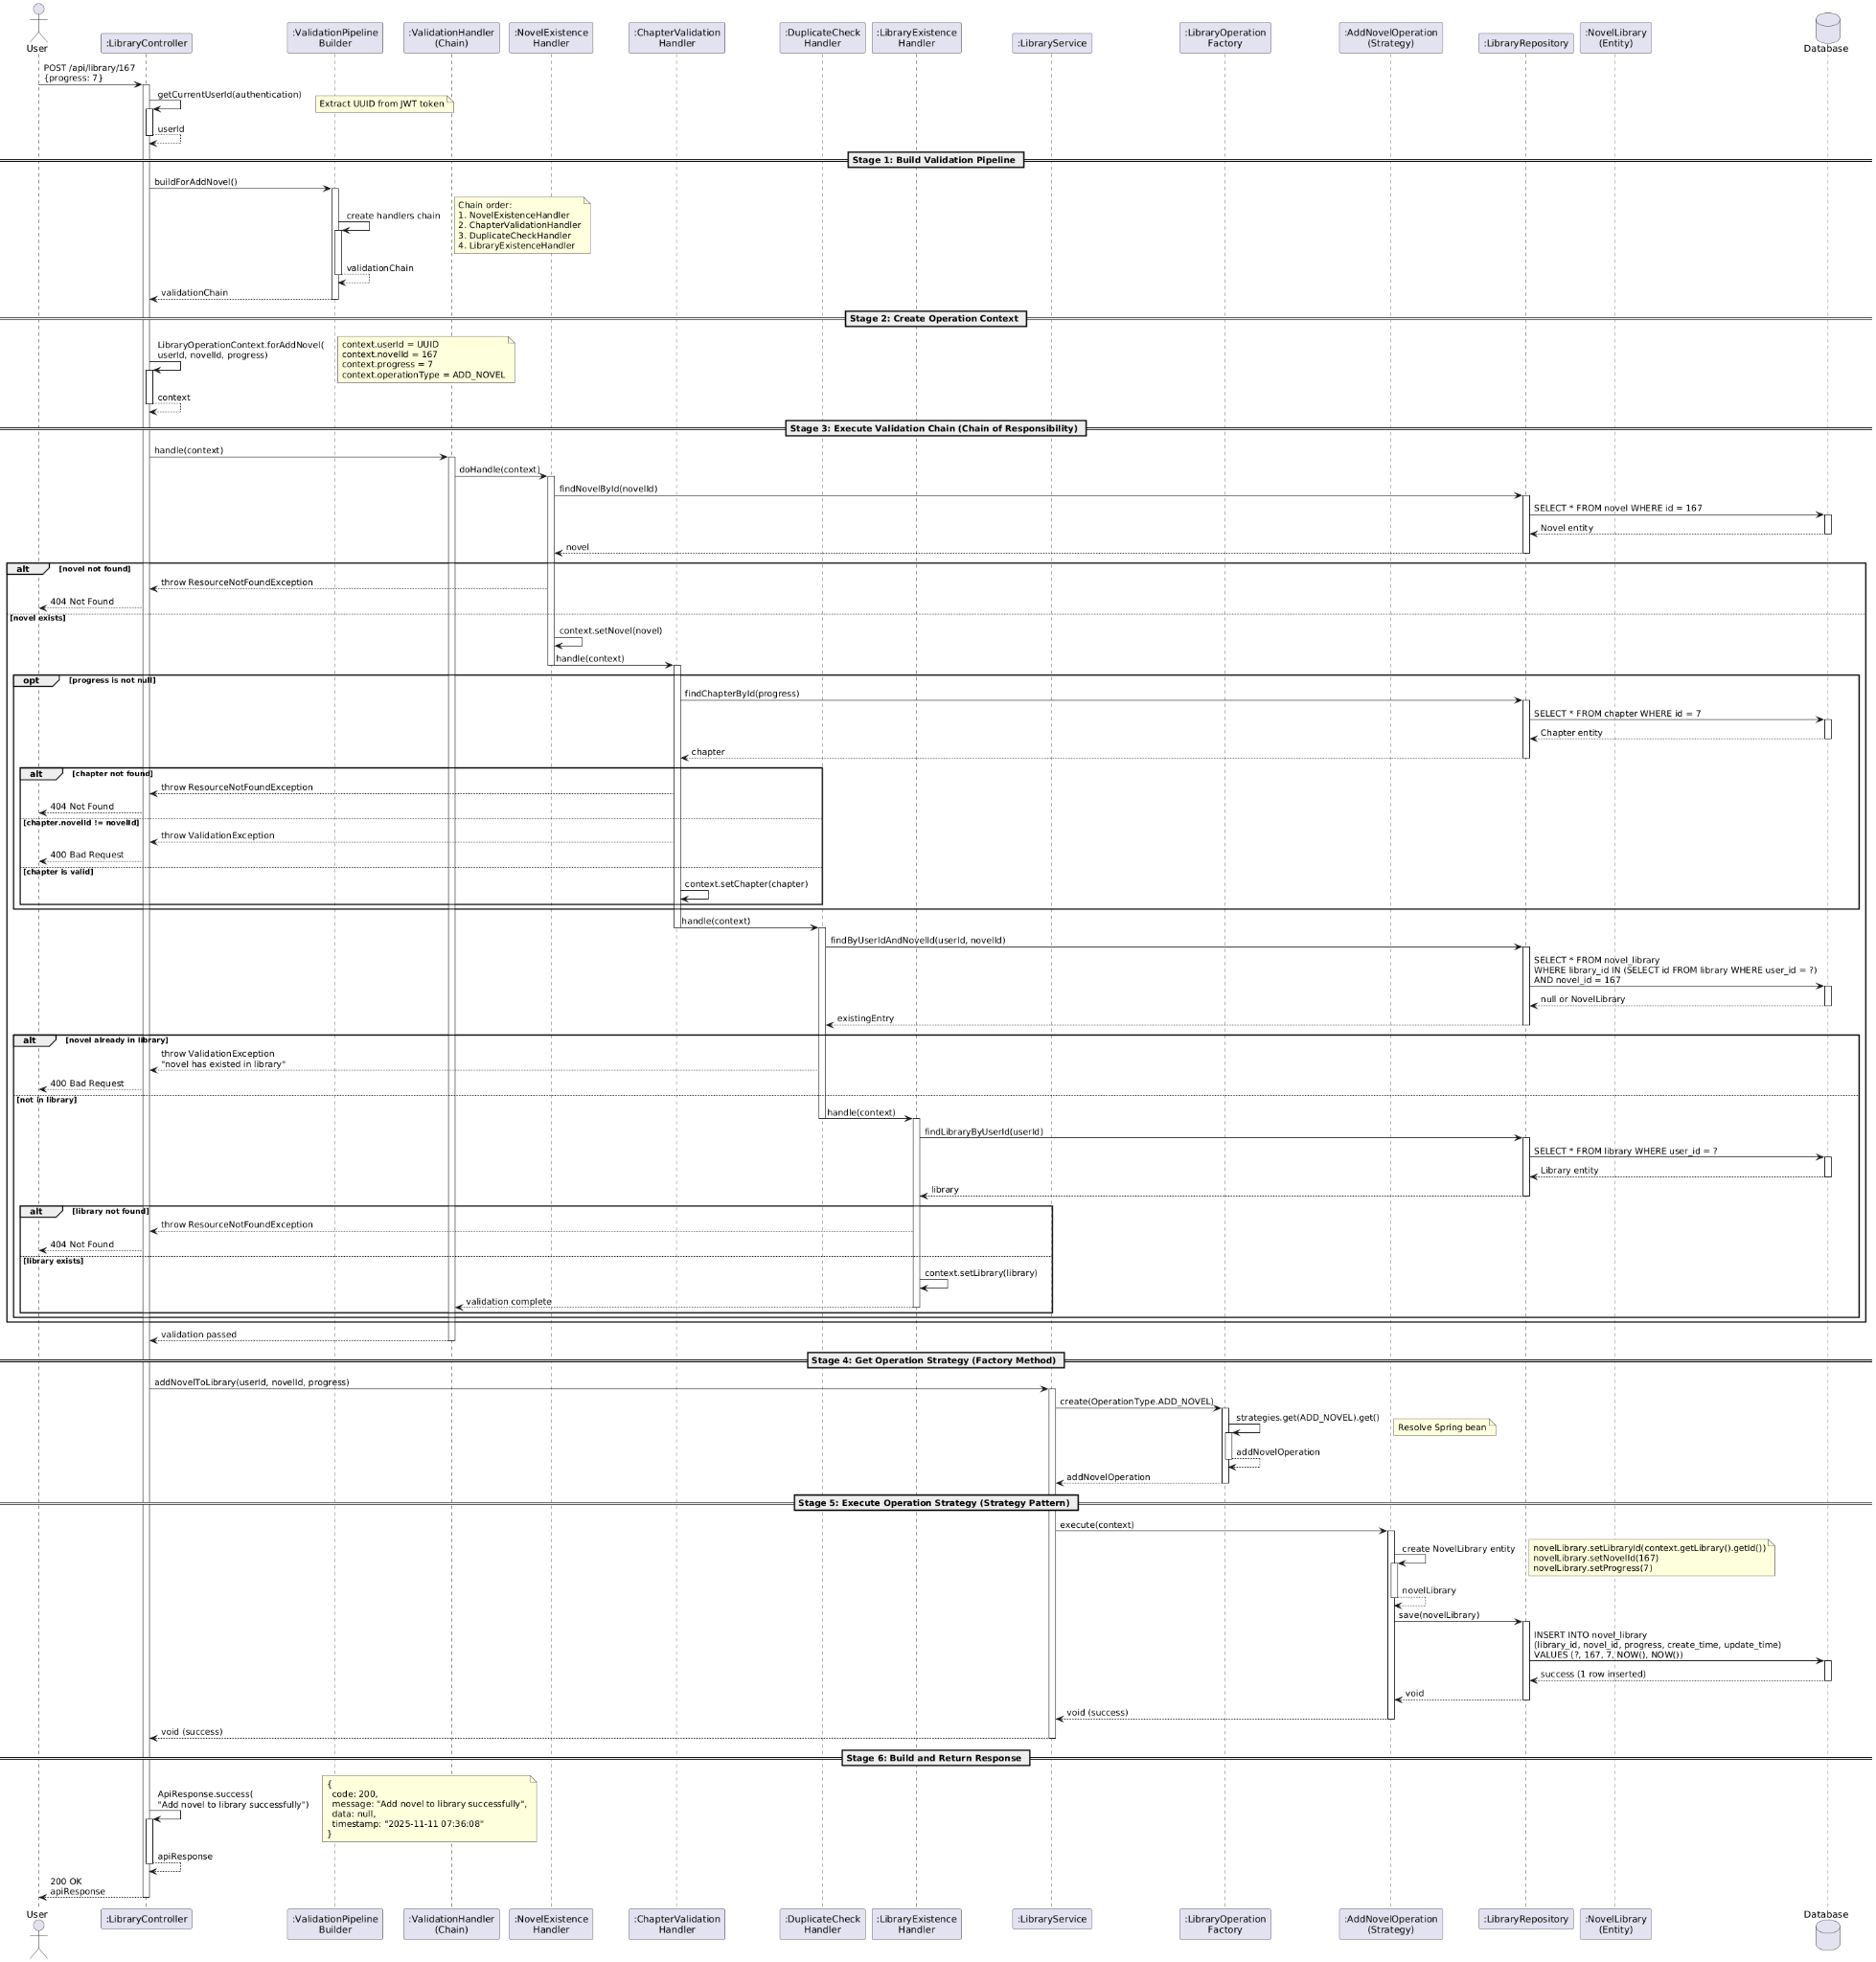 User
:LibraryController
:ValidationPipeline
Builder
:ValidationHandler
(Chain)
:NovelExistence
Handler
:ChapterValidation
Handler
:DuplicateCheck
Handler
:LibraryExistence
Handler
:LibraryService
:LibraryOperation
Factory
:AddNovelOperation
(Strategy)
:LibraryRepository
:NovelLibrary
(Entity)
Database
POST /api/library/167
{progress: 7}
getCurrentUserId(authentication)
Extract UUID from JWT token
userId
Stage 1: Build Validation Pipeline
buildForAddNovel()
create handlers chain
Chain order:
1. NovelExistenceHandler
2. ChapterValidationHandler
3. DuplicateCheckHandler
4. LibraryExistenceHandler
validationChain
validationChain
Stage 2: Create Operation Context
LibraryOperationContext.forAddNovel(
userId, novelId, progress)
context.userId = UUID
context.novelId = 167
context.progress = 7
context.operationType = ADD_NOVEL
context
Stage 3: Execute Validation Chain (Chain of Responsibility)
handle(context)
doHandle(context)
findNovelById(novelId)
SELECT * FROM novel WHERE id = 167
Novel entity
novel
alt [novel not found]
throw ResourceNotFoundException
404 Not Found
[novel exists]
context.setNovel(novel)
handle(context)
opt [progress is not null]
findChapterById(progress)
SELECT * FROM chapter WHERE id = 7
Chapter entity
chapter
alt [chapter not found]
throw ResourceNotFoundException
404 Not Found
[chapter.novelId != novelId]
throw ValidationException
400 Bad Request
[chapter is valid]
context.setChapter(chapter)
handle(context)
findByUserIdAndNovelId(userId, novelId)
SELECT * FROM novel_library
WHERE library_id IN (SELECT id FROM library WHERE user_id = ?)
AND novel_id = 167
null or NovelLibrary
existingEntry
alt [novel already in library]
throw ValidationException
"novel has existed in library"
400 Bad Request
[not in library]
handle(context)
findLibraryByUserId(userId)
SELECT * FROM library WHERE user_id = ?
Library entity
library
alt [library not found]
throw ResourceNotFoundException
404 Not Found
[library exists]
context.setLibrary(library)
validation complete
validation passed
Stage 4: Get Operation Strategy (Factory Method)
addNovelToLibrary(userId, novelId, progress)
create(OperationType.ADD_NOVEL)
strategies.get(ADD_NOVEL).get()
Resolve Spring bean
addNovelOperation
addNovelOperation
Stage 5: Execute Operation Strategy (Strategy Pattern)
execute(context)
create NovelLibrary entity
novelLibrary.setLibraryId(context.getLibrary().getId())
novelLibrary.setNovelId(167)
novelLibrary.setProgress(7)
novelLibrary
save(novelLibrary)
INSERT INTO novel_library
(library_id, novel_id, progress, create_time, update_time)
VALUES (?, 167, 7, NOW(), NOW())
success (1 row inserted)
void
void (success)
void (success)
Stage 6: Build and Return Response
ApiResponse.success(
"Add novel to library successfully")
{
code: 200,
message: "Add novel to library successfully",
data: null,
timestamp: "2025-11-11 07:36:08"
}
apiResponse
200 OK
apiResponse
User
:LibraryController
:ValidationPipeline
Builder
:ValidationHandler
(Chain)
:NovelExistence
Handler
:ChapterValidation
Handler
:DuplicateCheck
Handler
:LibraryExistence
Handler
:LibraryService
:LibraryOperation
Factory
:AddNovelOperation
(Strategy)
:LibraryRepository
:NovelLibrary
(Entity)
Database